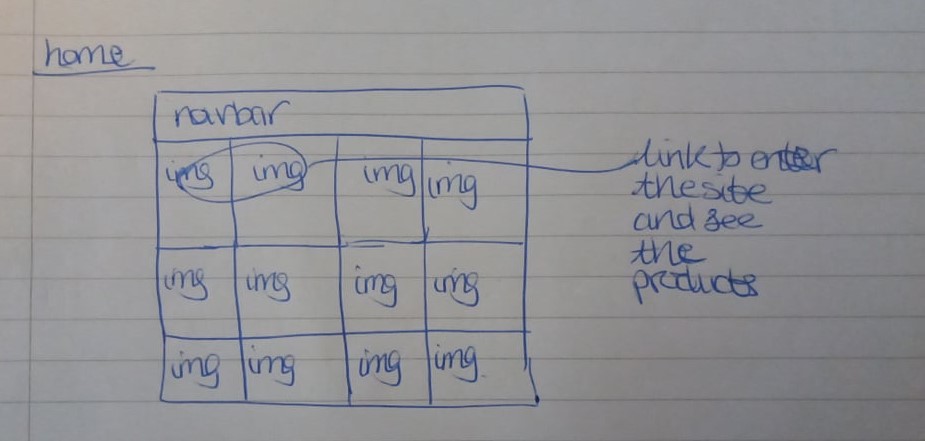 home
navbar
img img img img
link to enter
the site
and see
the
products
img img img img
img img img img